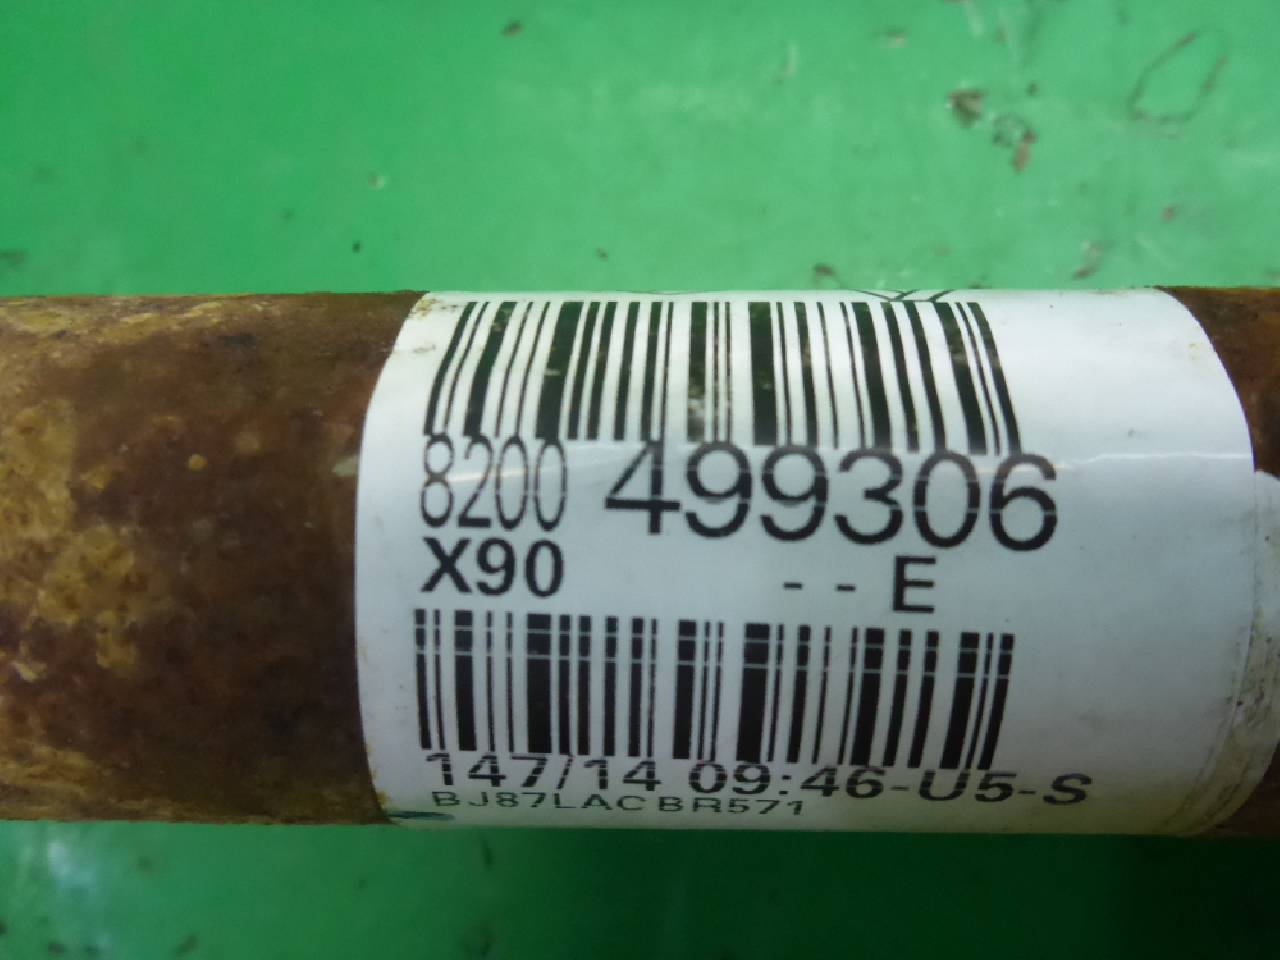 8200 499306
X90 - - E
147/14 09:46-U5-S
BJ87LACBR571